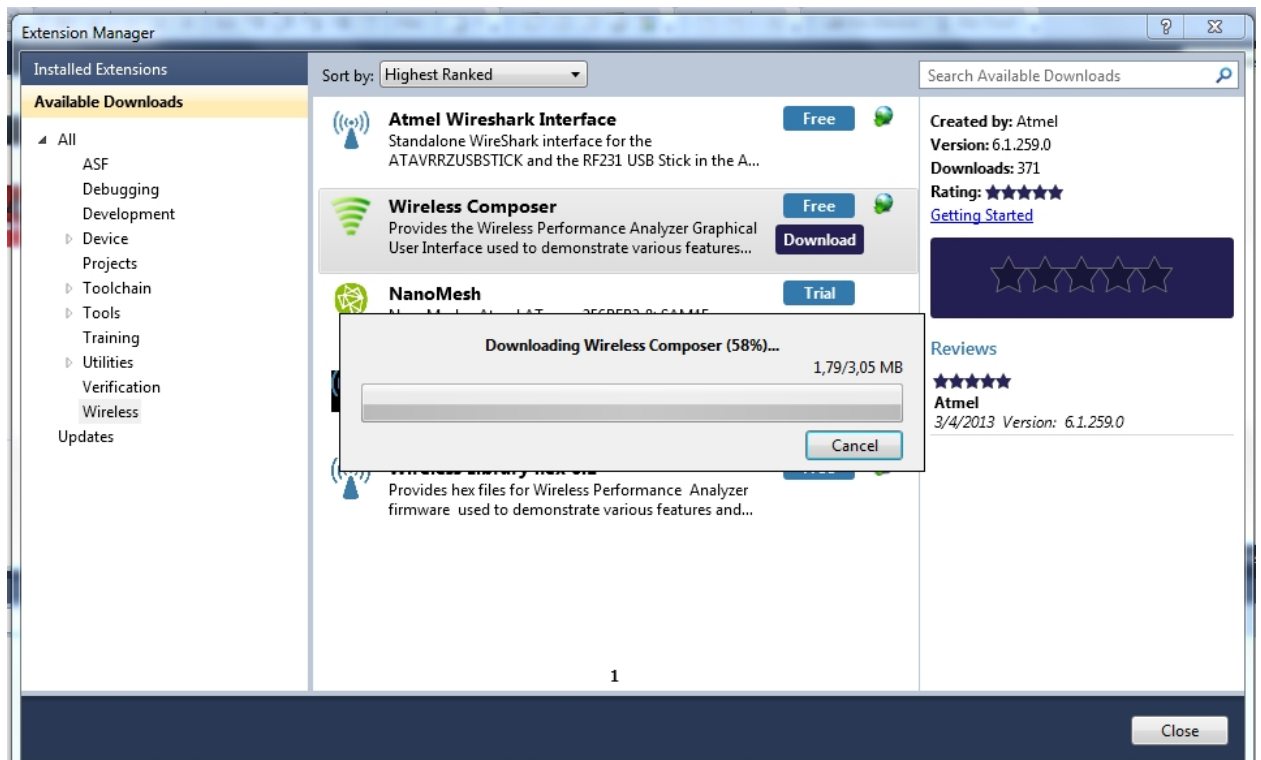 Extension Manager
Installed Extensions
Available Downloads
All
ASF
Debugging
Development
Device
Projects
Toolchain
Tools
Training
Utilities
Verification
Wireless
Updates
Sort by: Highest Ranked
Atmel Wireshark Interface Free
Standalone WireShark interface for the
ATAVRRZUSBSTICK and the RF231 USB Stick in the A...
Wireless Composer Free
Provides the Wireless Performance Analyzer Graphical
User Interface used to demonstrate various features...
Download
NanoMesh Trial
Downloading Wireless Composer (58%)...
1,79/3,05 MB
Cancel
Wireless Library
Provides hex files for Wireless Performance Analyzer
firmware used to demonstrate various features and...
1
Search Available Downloads
Created by: Atmel
Version: 6.1.259.0
Downloads: 371
Rating:
Getting Started
Reviews
Atmel
3/4/2013 Version: 6.1.259.0
Close